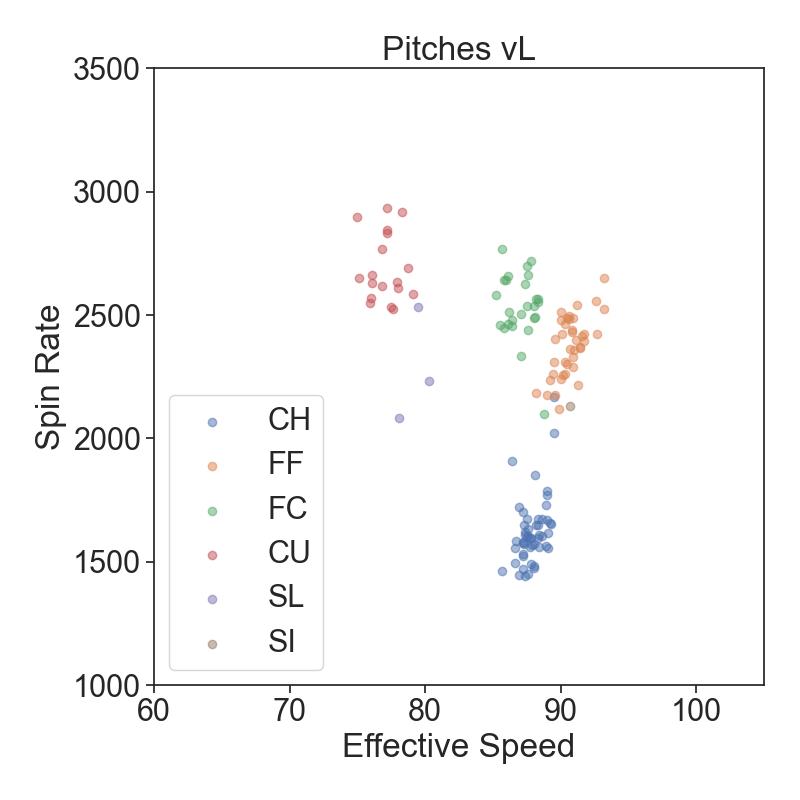 Pitches vL
3500
3000
2500
2000
1500
1000
Spin Rate
CH
FF
FC
CU
SL
SI
60 70 80 90 100
Effective Speed